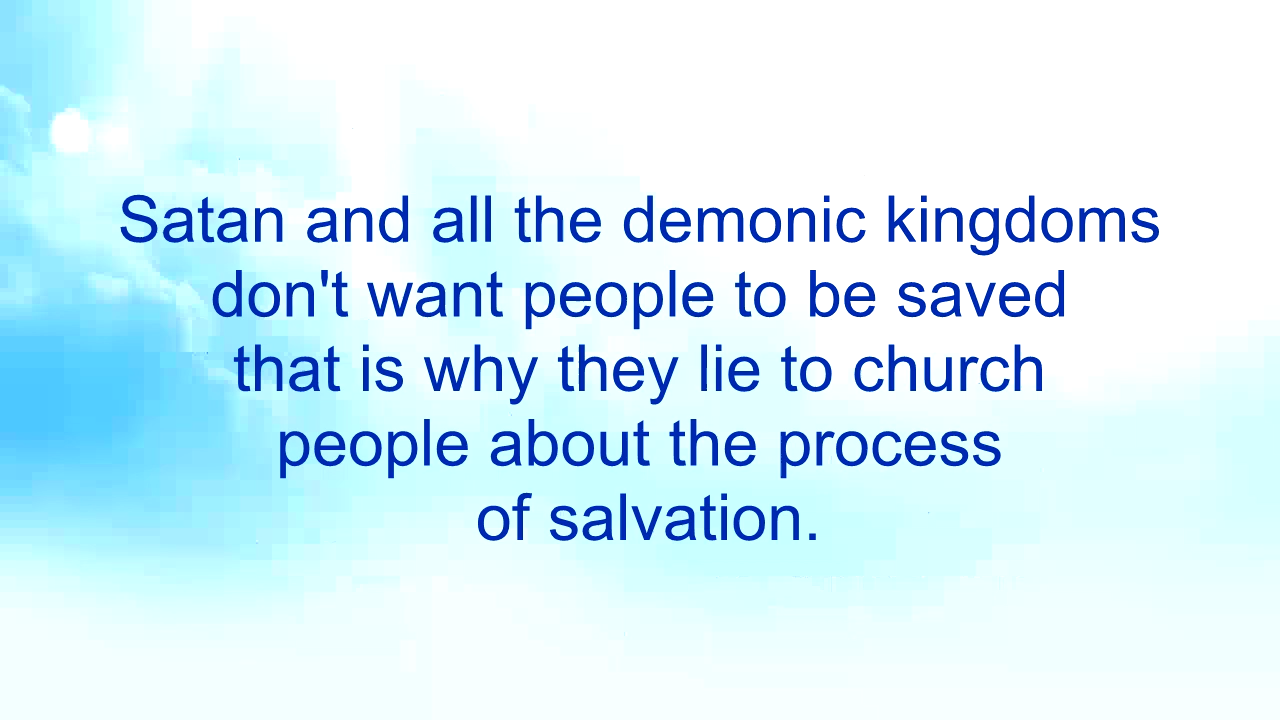 Satan and all the demonic kingdoms
don't want people to be saved
that is why they lie to church
people about the process
of salvation.